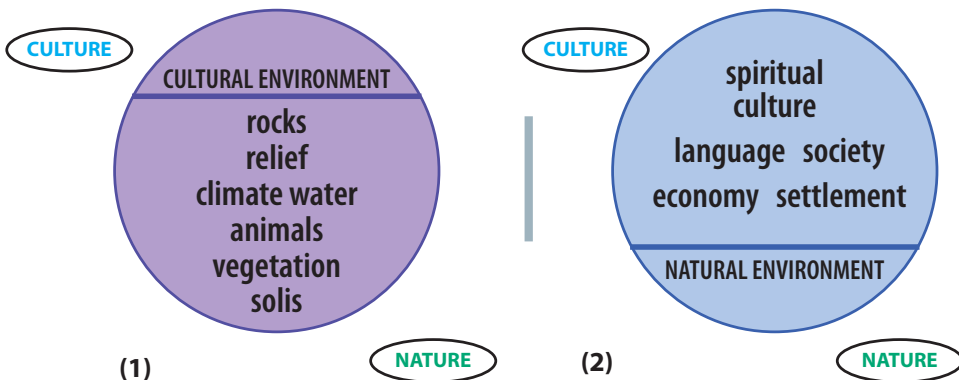 CULTURE
CULTURAL ENVIRONMENT
rocks
relief
climate water
animals
vegetation
solis
NATURE
(1)
CULTURE
spiritual
culture
language society
economy settlement
NATURAL ENVIRONMENT
(2)
NATURE